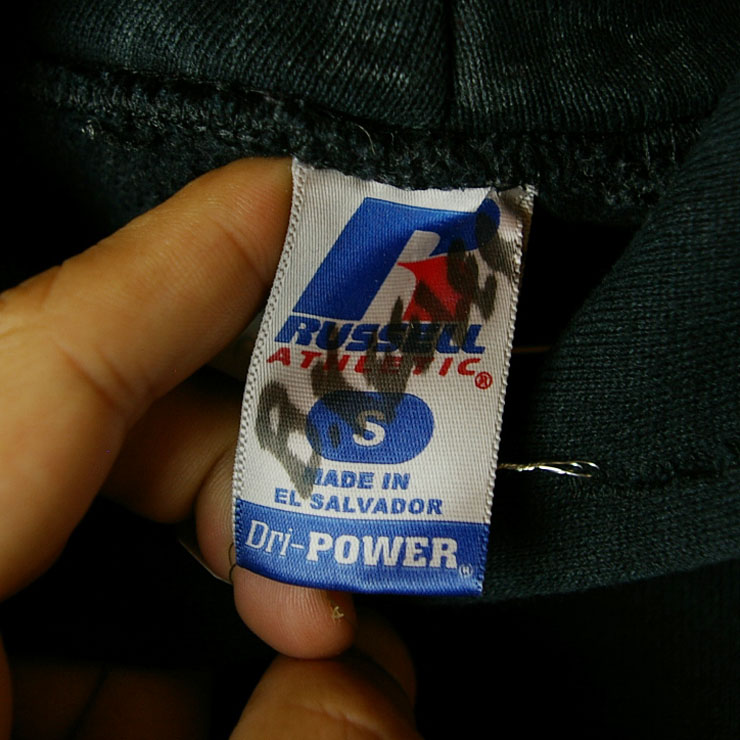 RUSSELL
ATHLETIC®
S
MADE IN
EL SALVADOR
Dri-POWER®